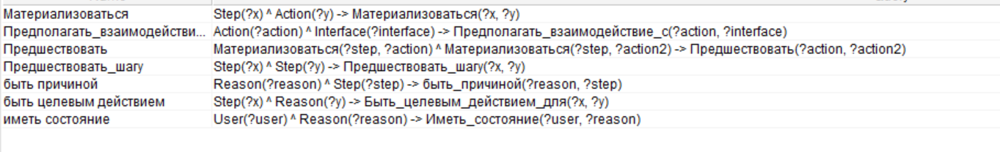 Материализоваться Step(?x) ^ Action(?y) -> Материализоваться(?x, ?y)
Предполагать_взаимодействи... Action(?action) ^ Interface(?interface) -> Предполагать_взаимодействие_с(?action, ?interface)
Предшествовать Материализоваться(?step, ?action) ^ Материализоваться(?step, ?action2) -> Предшествовать(?action, ?action2)
Предшествовать_шагу Step(?x) ^ Step(?y) -> Предшествовать_шагу(?x, ?y)
быть причиной Reason(?reason) ^ Step(?step) -> быть_причиной(?reason, ?step)
быть целевым действием Step(?x) ^ Reason(?y) -> Быть_целевым_действием_для(?x, ?y)
иметь состояние User(?user) ^ Reason(?reason) -> Иметь_состояние(?user, ?reason)